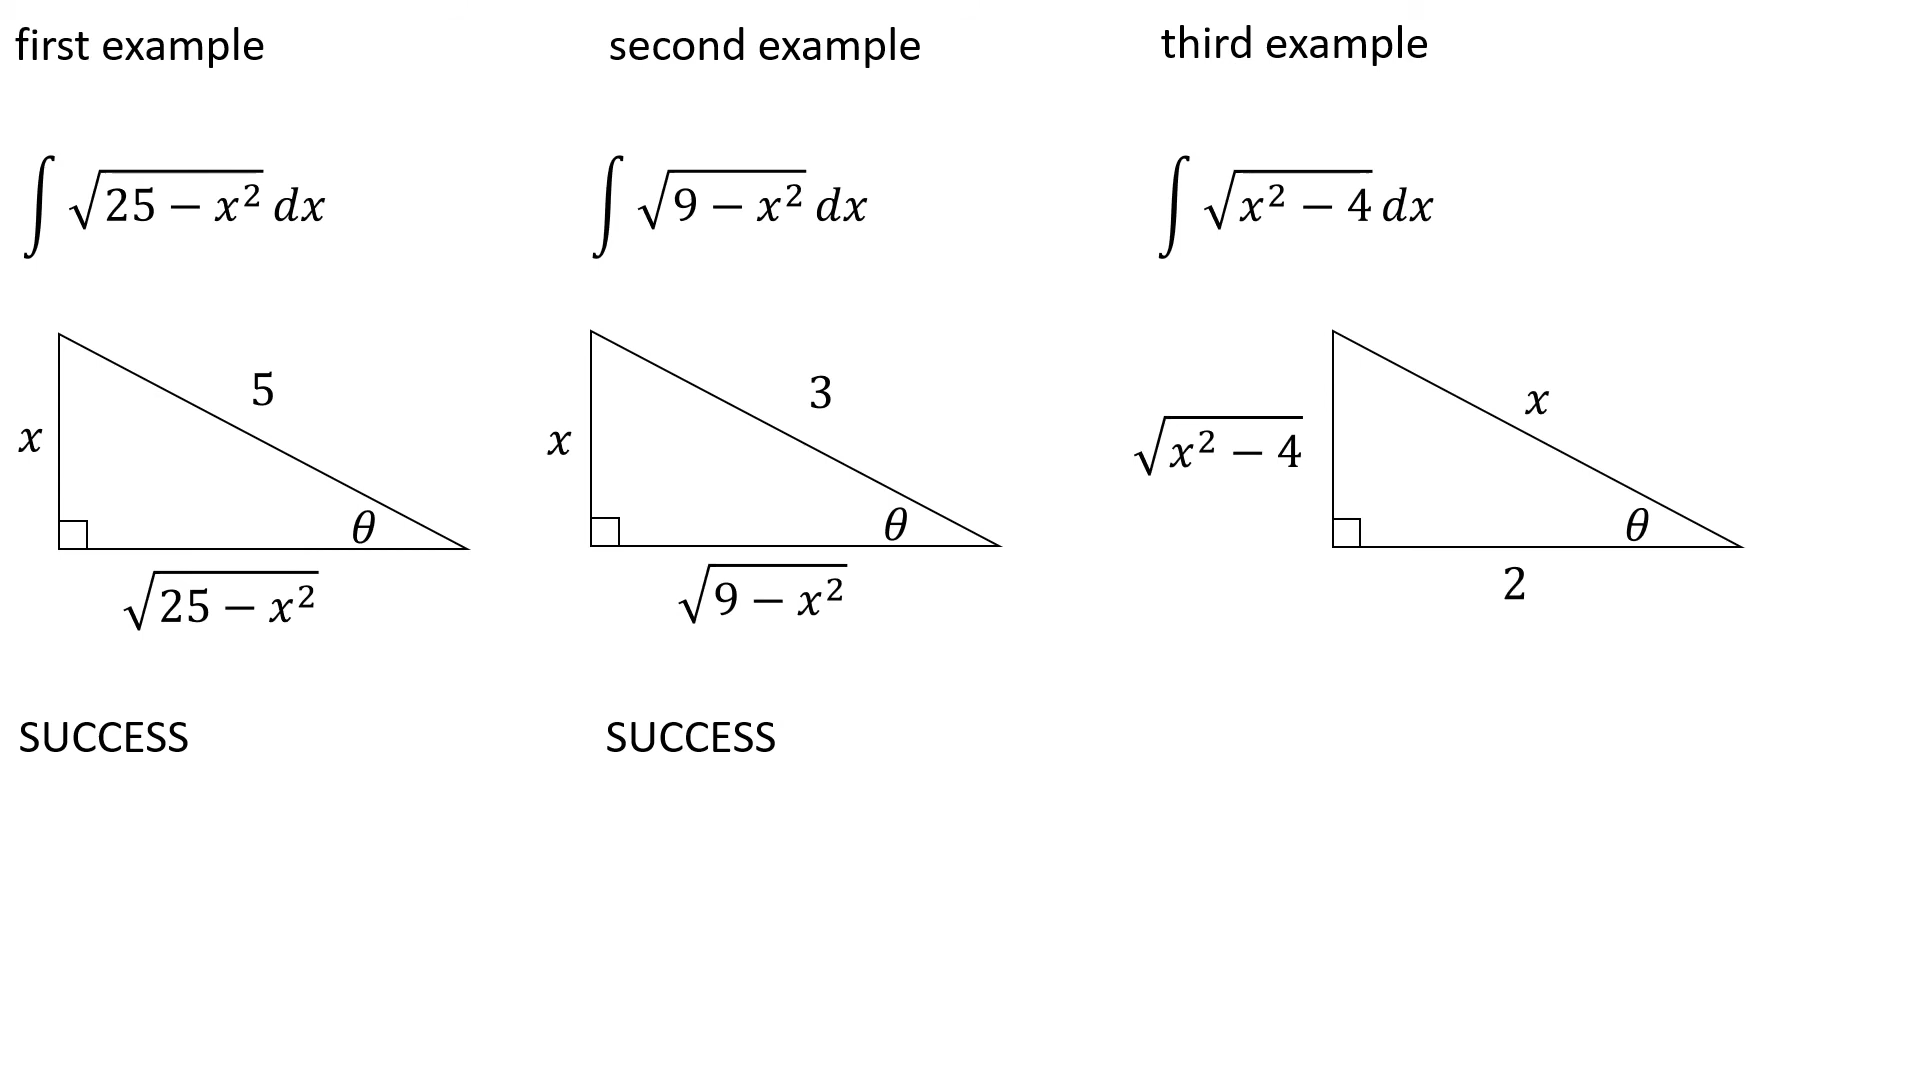 first example
second example
third example
∫ √(25 − x²) dx
∫ √(9 − x²) dx
∫ √(x² − 4) dx
x
5
θ
√(25 − x²)
x
3
θ
√(9 − x²)
√(x² − 4)
x
θ
2
SUCCESS
SUCCESS